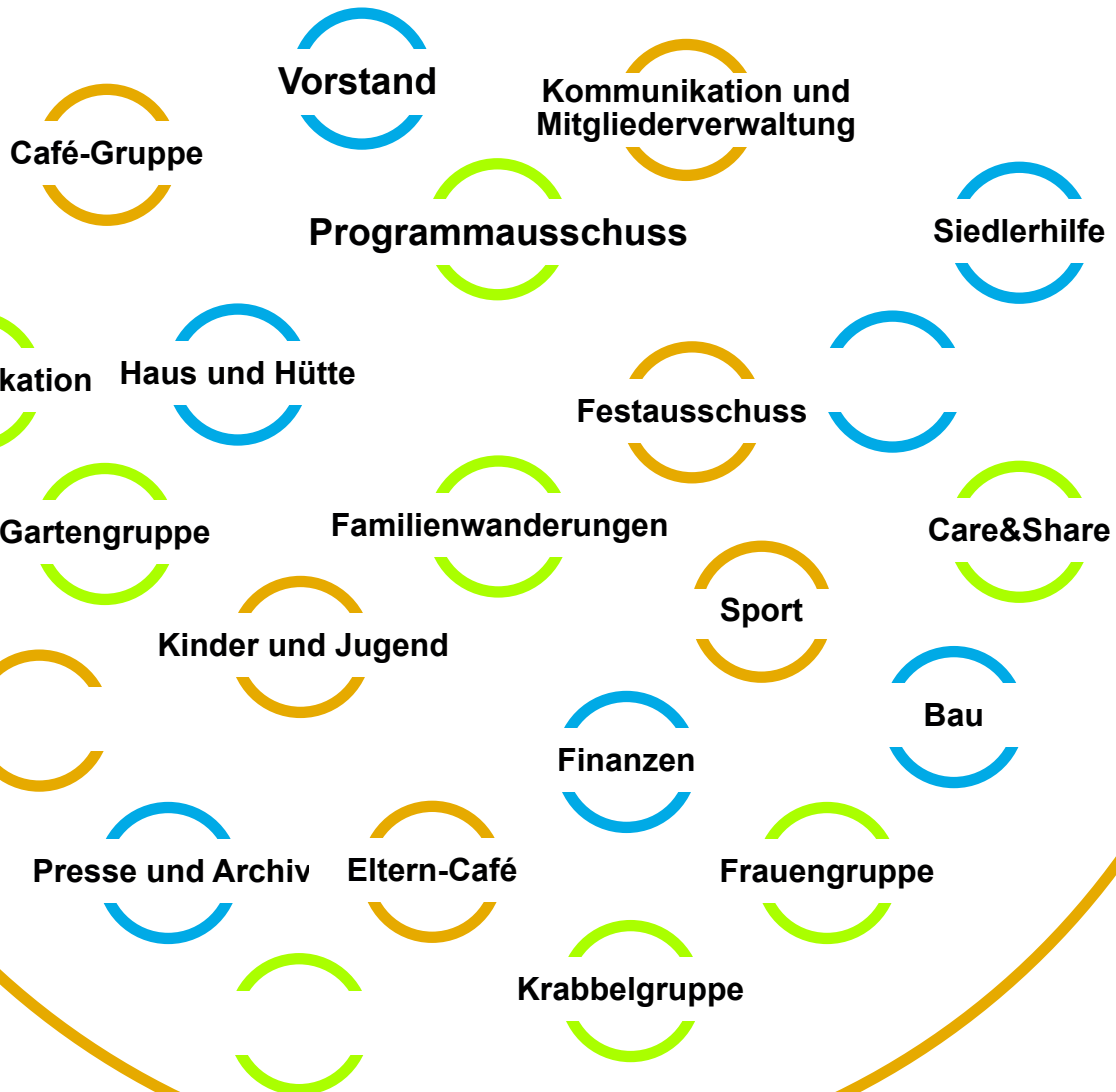 Vorstand
Kommunikation und
Mitgliederverwaltung
Café-Gruppe
Programmausschuss
Siedlerhilfe
kation
Haus und Hütte
Festausschuss
Gartengruppe
Familienwanderungen
Care&Share
Sport
Kinder und Jugend
Bau
Finanzen
Presse und Archiv
Eltern-Café
Frauengruppe
Krabbelgruppe